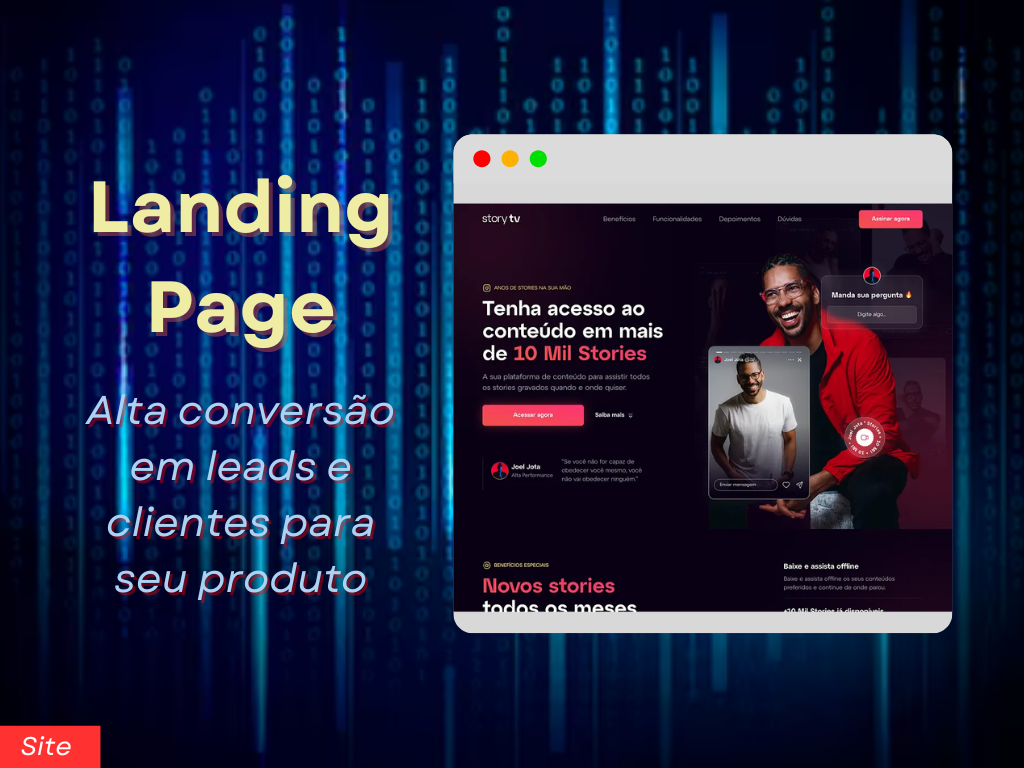 Landing
Page
Alta conversão
em leads e
clientes para
seu produto
Site
story tv
Benefícios
Funcionalidades
Depoimentos
Dúvidas
Assinar agora
ANOS DE STORIES NA SUA MÃO
Tenha acesso ao
conteúdo em mais
de 10 Mil Stories
A sua plataforma de conteúdo para assistir todos
os stories gravados quando e onde quiser.
Acessar agora
Saiba mais
Joel Jota
Alta Performance
"Se você não for capaz de
obedecer você mesmo, você
vai obedecer ninguém."
Manda sua pergunta 🔥
Digite algo..
Joel Jota
Enviar mensagem
BENEFÍCIOS ESPECIAIS
Novos stories
todos os meses
Baixe e assista offline
Baixe e assista offline os seus conteúdos
preferidos e continue de onde parou.
+10 Mil Stories já disponíveis